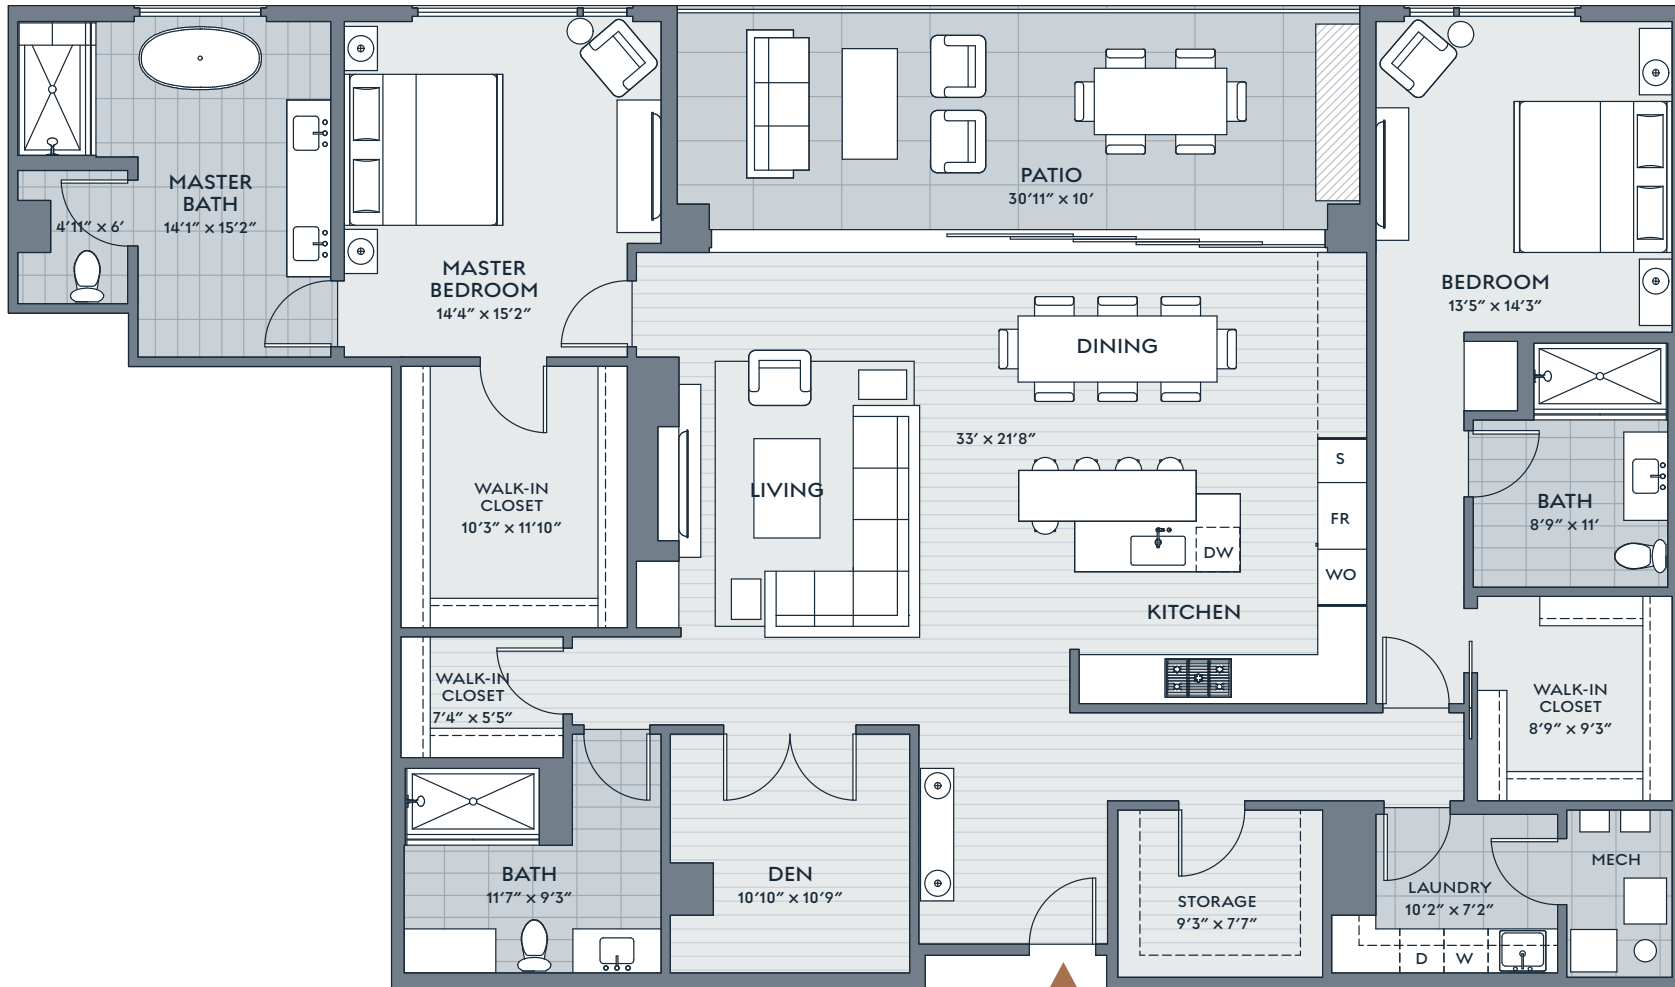 MASTER
BATH
14'1" x 15'2"
4'11" x 6'
MASTER
BEDROOM
14'4" x 15'2"
PATIO
30'11" x 10'
BEDROOM
13'5" x 14'3"
DINING
33' x 21'8"
LIVING
S
FR
WO
DW
KITCHEN
WALK-IN
CLOSET
10'3" x 11'10"
BATH
8'9" x 11'
WALK-IN
CLOSET
7'4" x 5'5"
WALK-IN
CLOSET
8'9" x 9'3"
BATH
11'7" x 9'3"
DEN
10'10" x 10'9"
STORAGE
9'3" x 7'7"
LAUNDRY
10'2" x 7'2"
D
W
MECH